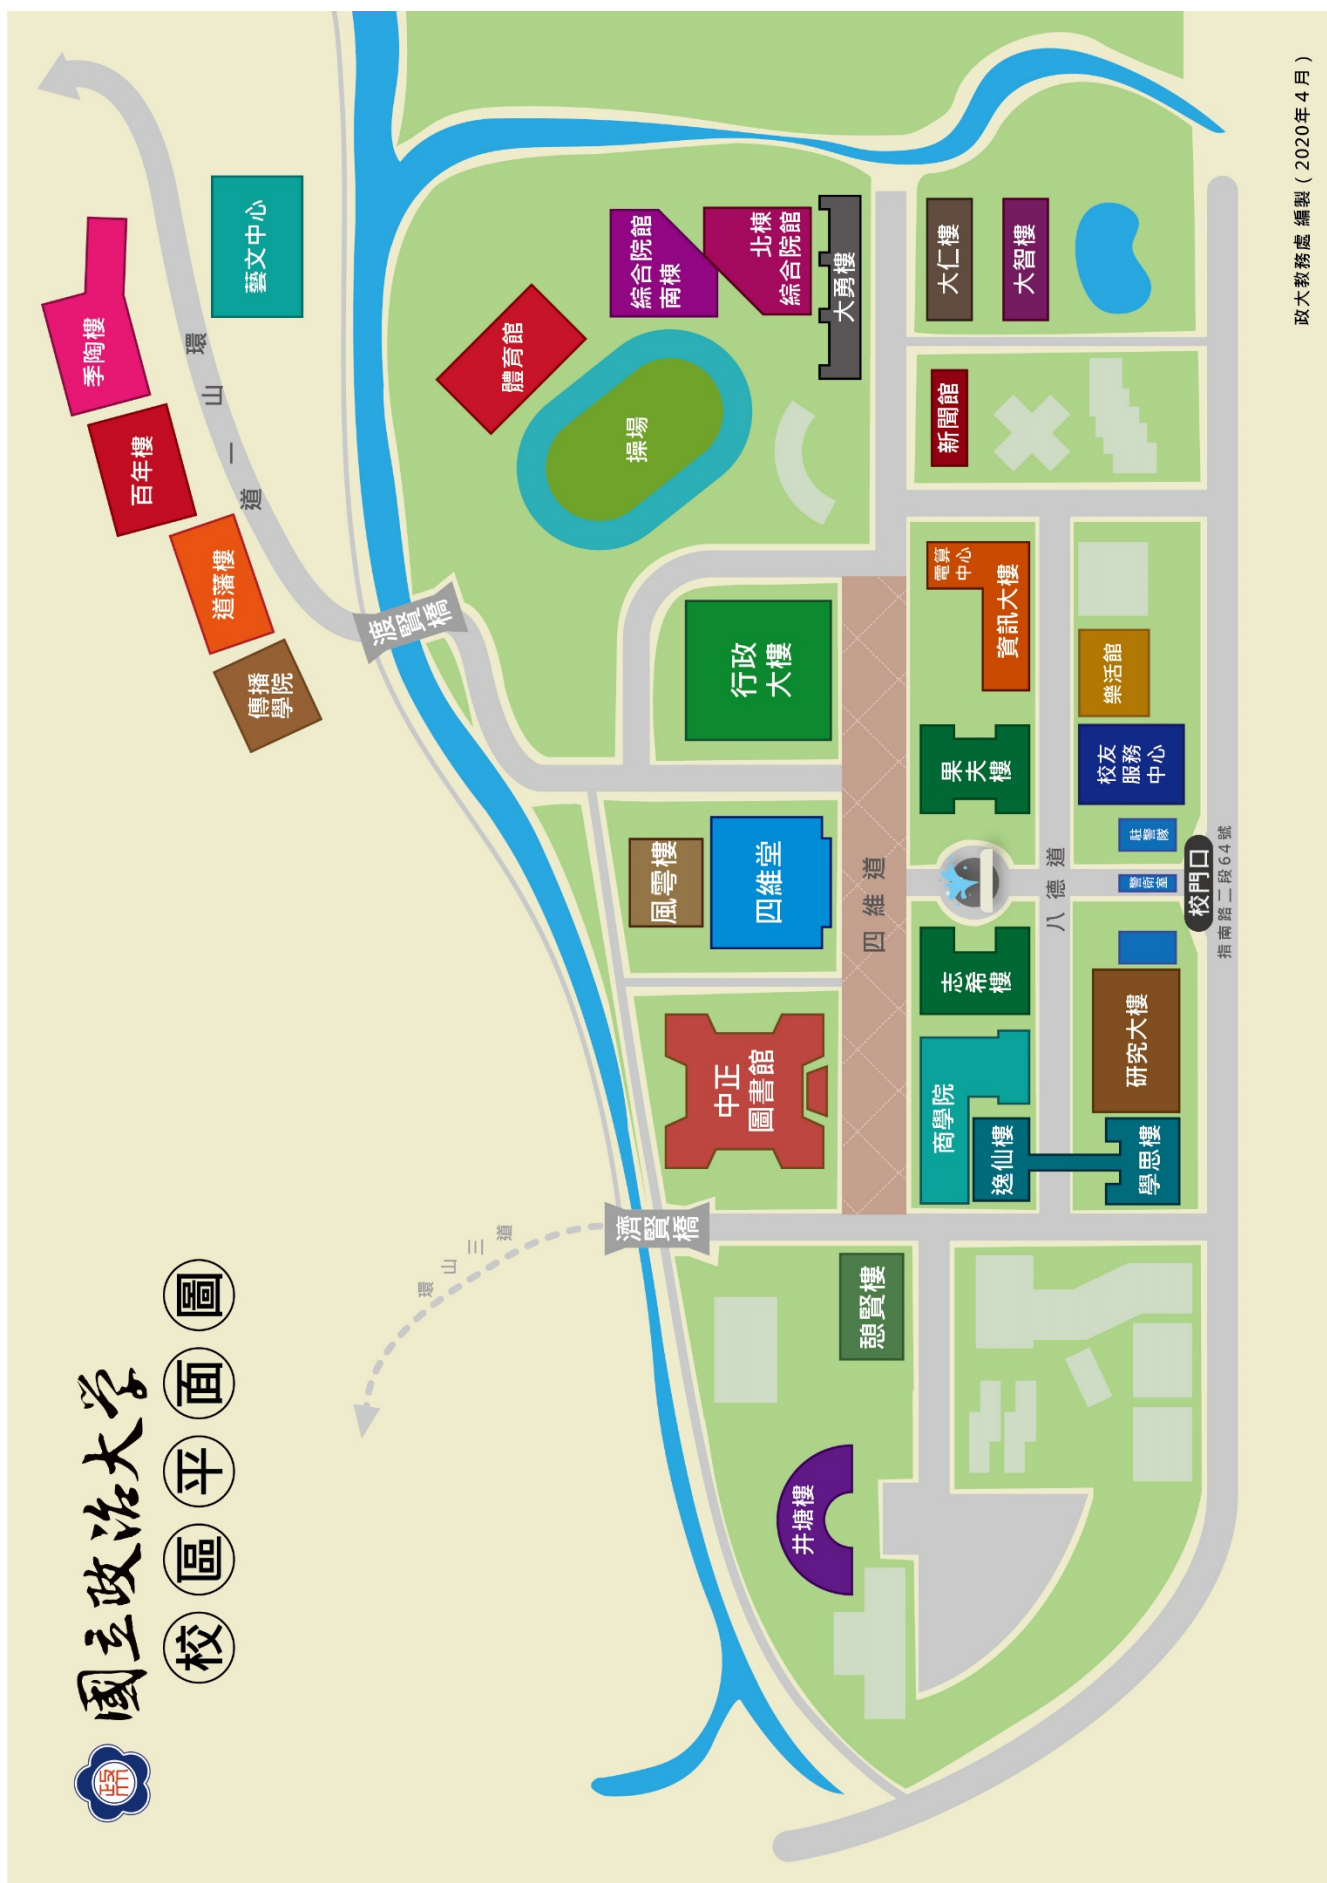 國立政治大学
校區平面圖
政
環山三道
濟賢橋
井塘樓
憩賢樓
中正
圖書館
風雩樓
四維堂
渡賢橋
行政
大樓
傳播
學院
道藩樓
百年樓
季陶樓
環山一道
藝文中心
體育館
操場
綜合院館
南棟
北棟
綜合院館
大勇樓
四維道
商學院
逸仙樓
志希樓
果夫樓
電算
中心
資訊大樓
新聞館
大仁樓
大智樓
八德道
學思樓
研究大樓
警衛室
駐警隊
校友
服務
中心
樂活館
校門口
指南路二段64號
政大教務處 編製（2020年4月）